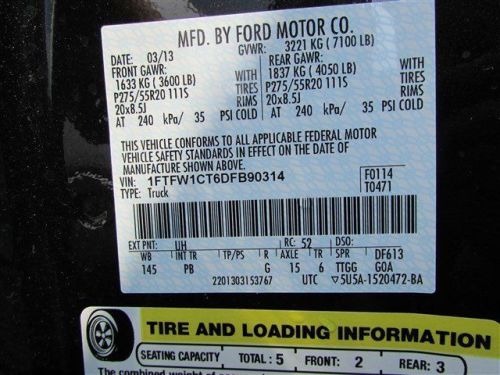 MFD. BY FORD MOTOR CO.
DATE: 03/13 GVWR: 3221 KG ( 7100 LB)
FRONT GAWR: REAR GAWR:
1633 KG ( 3600 LB) WITH 1837 KG ( 4050 LB) WITH
P275/55R20 111S TIRES P275/55R20 111S TIRES
20x8.5J RIMS 20x8.5J RIMS
AT 240 kPa/ 35 PSI COLD AT 240 kPa/ 35 PSI COLD
THIS VEHICLE CONFORMS TO ALL APPLICABLE FEDERAL MOTOR
VEHICLE SAFETY STANDARDS IN EFFECT ON THE DATE OF
MANUFACTURE SHOWN ABOVE.
VIN: 1FTFW1CT6DFB90314 F0114
TYPE: Truck T0471
EXT PNT: UH RC: 52 DSO:
WB INT TR TP/PS R AX TR SPR DF613
145 PB G 15 6 TTGG GOA
2201303153767 UTC ▽5U5A-1520472-BA
TIRE AND LOADING INFORMATION
SEATING CAPACITY TOTAL : 5 FRONT: 2 REAR: 3
The combined weight of